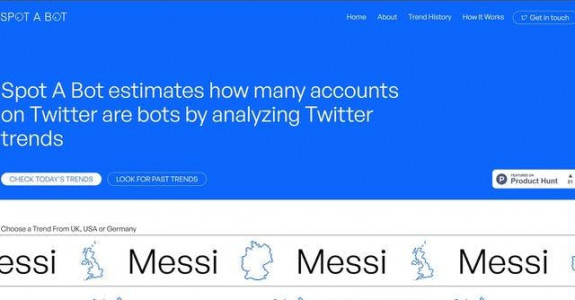 SPOT A BOT
Home About Trend History How It Works Get in touch
Spot A Bot estimates how many accounts
on Twitter are bots by analyzing Twitter
trends
CHECK TODAY'S TRENDS LOOK FOR PAST TRENDS
FEATURED ON
Product Hunt
Choose a Trend From UK, USA or Germany
essi Messi Messi Messi